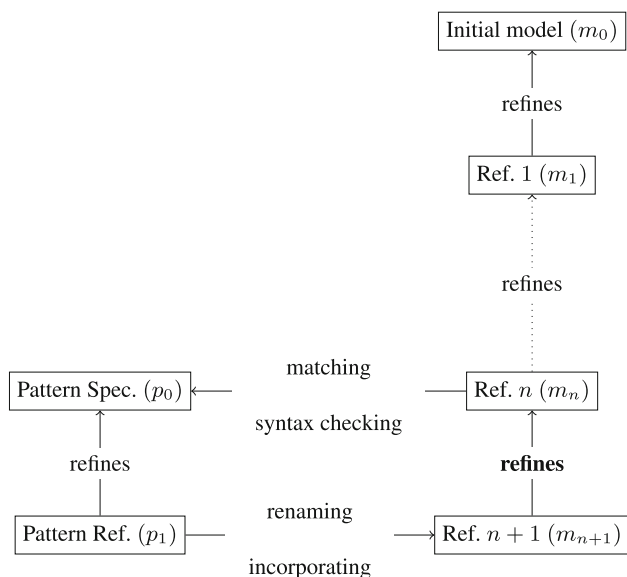 Initial model (m₀)
refines
Ref. 1 (m₁)
refines
matching
Pattern Spec. (p₀)
Ref. n (mₙ)
syntax checking
refines
refines
renaming
Pattern Ref. (p₁)
Ref. n + 1 (mₙ₊₁)
incorporating